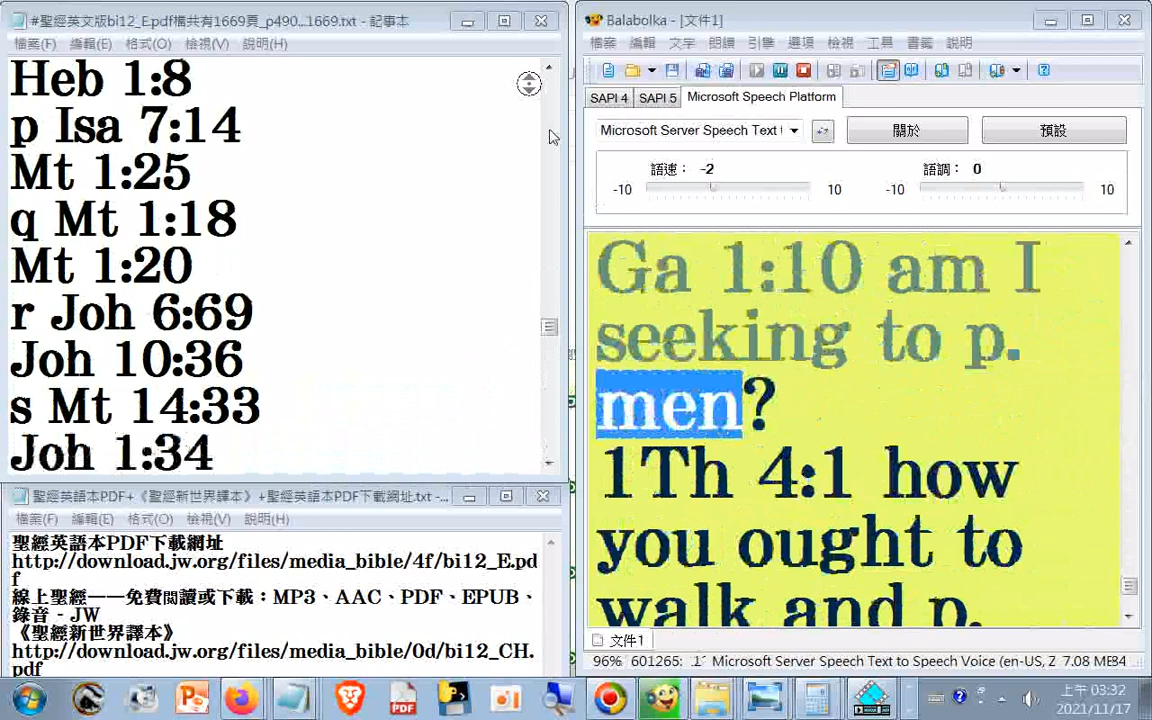 #聖經英文版bi12_E.pdf檔共有1669頁_p490...1669.txt - 記事本
檔案(F) 編輯(E) 格式(O) 檢視(V) 說明(H)
Heb 1:8
p Isa 7:14
Mt 1:25
q Mt 1:18
Mt 1:20
r Joh 6:69
Joh 10:36
s Mt 14:33
Joh 1:34
聖經英語本PDF+《聖經新世界譯本》+聖經英語本PDF下載網址.txt -...
檔案(F) 編輯(E) 格式(O) 檢視(V) 說明(H)
聖經英語本PDF下載網址
http://download.jw.org/files/media_bible/4f/bi12_E.pd
f
線上聖經——免費閱讀或下載：MP3、AAC、PDF、EPUB、
錄音 - JW
《聖經新世界譯本》
http://download.jw.org/files/media_bible/0d/bi12_CH.
pdf
Balabolka - [文件1]
檔案 編輯 文字 朗讀 引擎 選項 檢視 工具 書籤 說明
SAPI 4 SAPI 5 Microsoft Speech Platform
Microsoft Server Speech Text 關於 預設
語速： -2 語調： 0
-10 10 -10 10
Ga 1:10 am I
seeking to p.
men?
1Th 4:1 how
you ought to
walk and p.
文件1
96% 601265: Microsoft Server Speech Text to Speech Voice (en-US, Z 7.08 MB
PDF
上午 03:32
2021/11/17